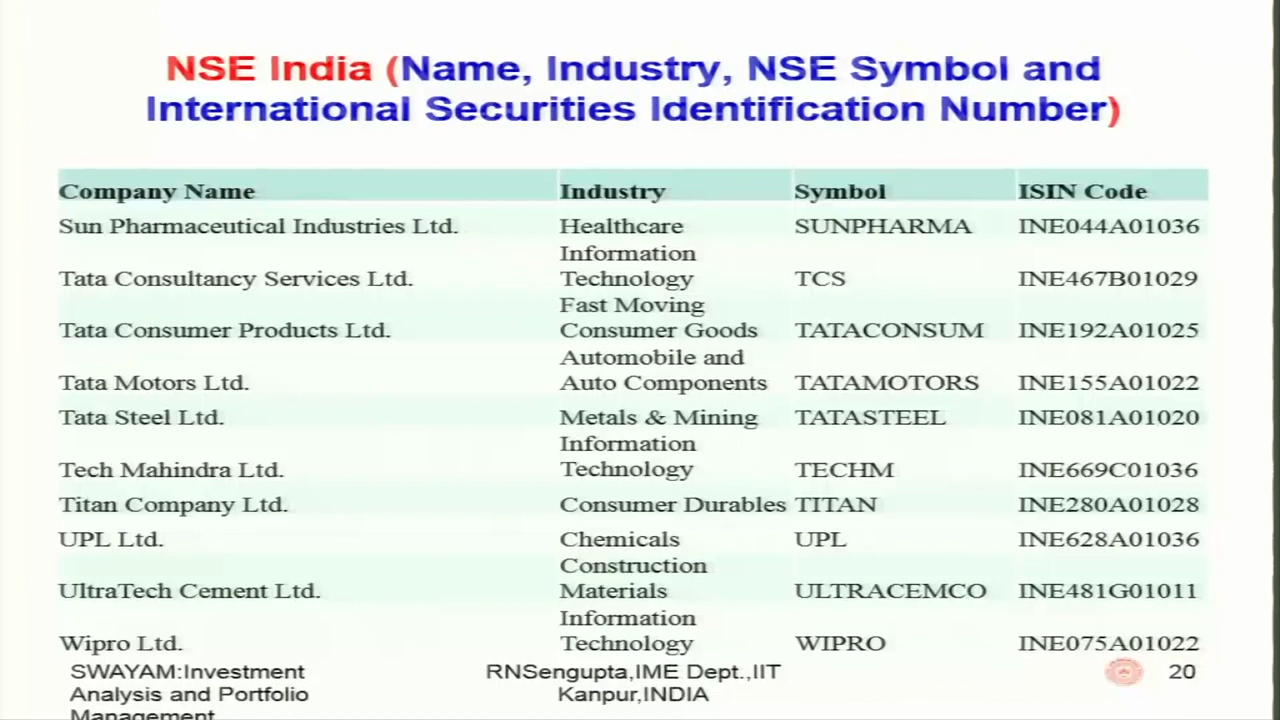 NSE India (Name, Industry, NSE Symbol and
International Securities Identification Number)
Company Name Industry Symbol ISIN Code
Sun Pharmaceutical Industries Ltd. Healthcare SUNPHARMA INE044A01036
Information
Tata Consultancy Services Ltd. Technology TCS INE467B01029
Fast Moving
Tata Consumer Products Ltd. Consumer Goods TATACONSUM INE192A01025
Automobile and
Tata Motors Ltd. Auto Components TATAMOTORS INE155A01022
Tata Steel Ltd. Metals & Mining TATASTEEL INE081A01020
Information
Tech Mahindra Ltd. Technology TECHM INE669C01036
Titan Company Ltd. Consumer Durables TITAN INE280A01028
UPL Ltd. Chemicals UPL INE628A01036
Construction
UltraTech Cement Ltd. Materials ULTRACEMCO INE481G01011
Information
Wipro Ltd. Technology WIPRO INE075A01022
SWAYAM:Investment
Analysis and Portfolio
Management
RNSengupta,IME Dept.,IIT
Kanpur,INDIA
20